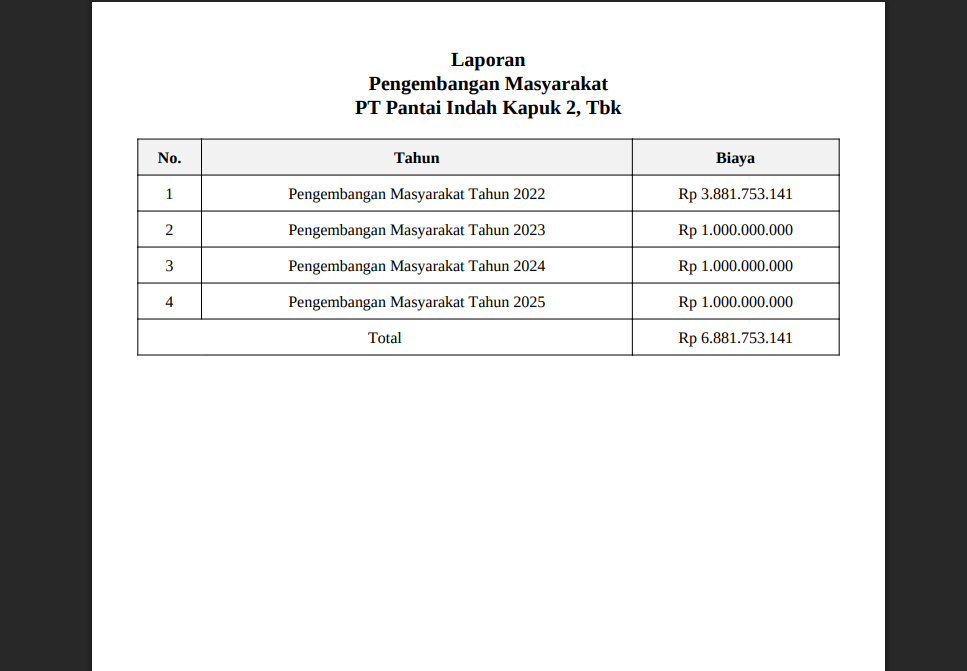 Laporan
Pengembangan Masyarakat
PT Pantai Indah Kapuk 2, Tbk
No. Tahun Biaya
1 Pengembangan Masyarakat Tahun 2022 Rp 3.881.753.141
2 Pengembangan Masyarakat Tahun 2023 Rp 1.000.000.000
3 Pengembangan Masyarakat Tahun 2024 Rp 1.000.000.000
4 Pengembangan Masyarakat Tahun 2025 Rp 1.000.000.000
Total Rp 6.881.753.141